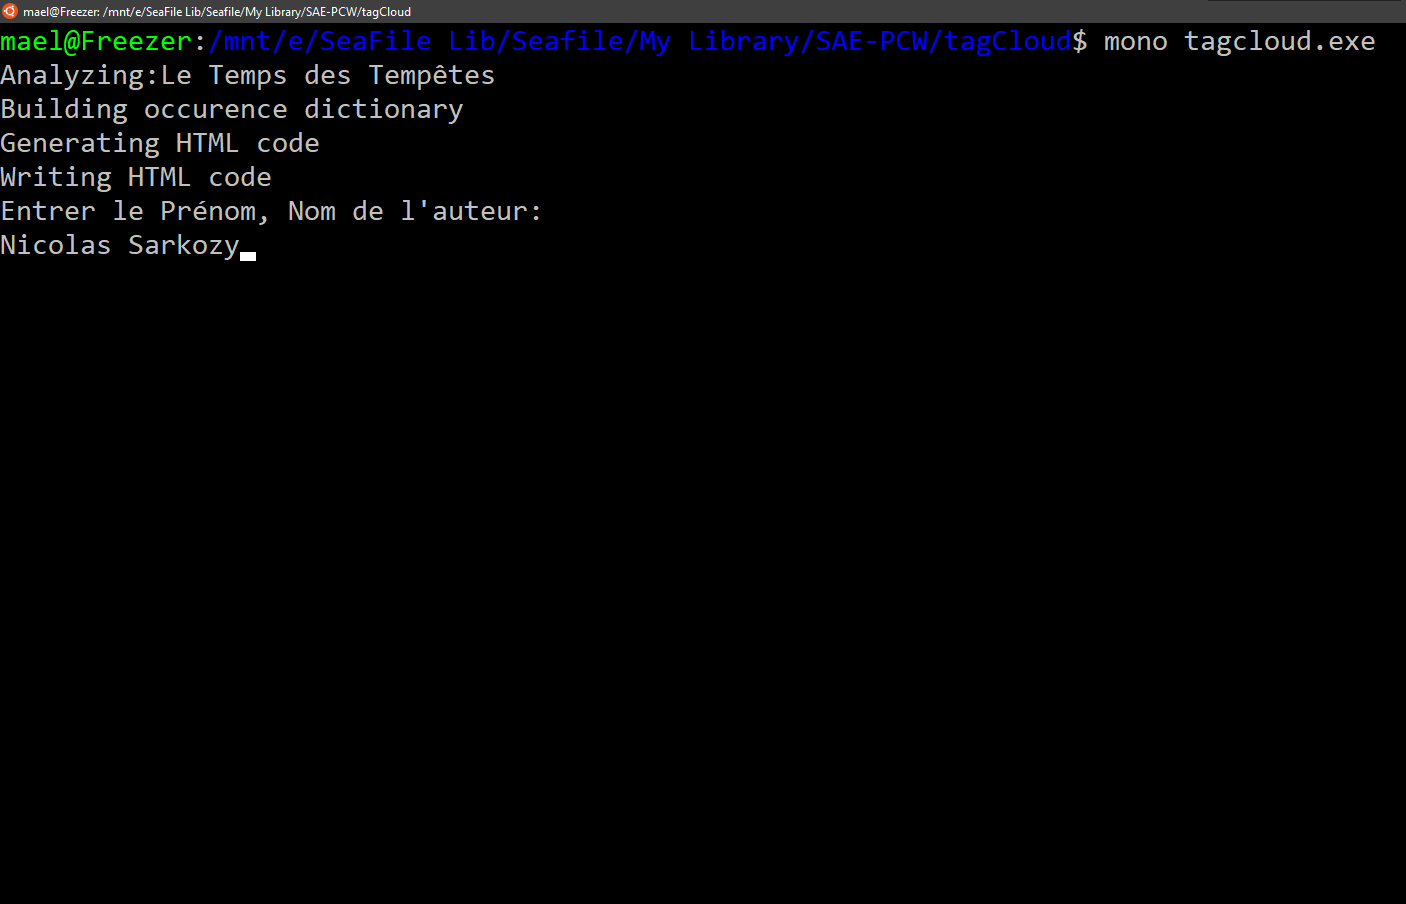 mael@Freezer: /mnt/e/SeaFile Lib/Seafile/My Library/SAE-PCW/tagCloud
mael@Freezer:/mnt/e/SeaFile Lib/Seafile/My Library/SAE-PCW/tagCloud$ mono tagcloud.exe
Analyzing:Le Temps des Tempêtes
Building occurence dictionary
Generating HTML code
Writing HTML code
Entrer le Prénom, Nom de l'auteur:
Nicolas Sarkozy